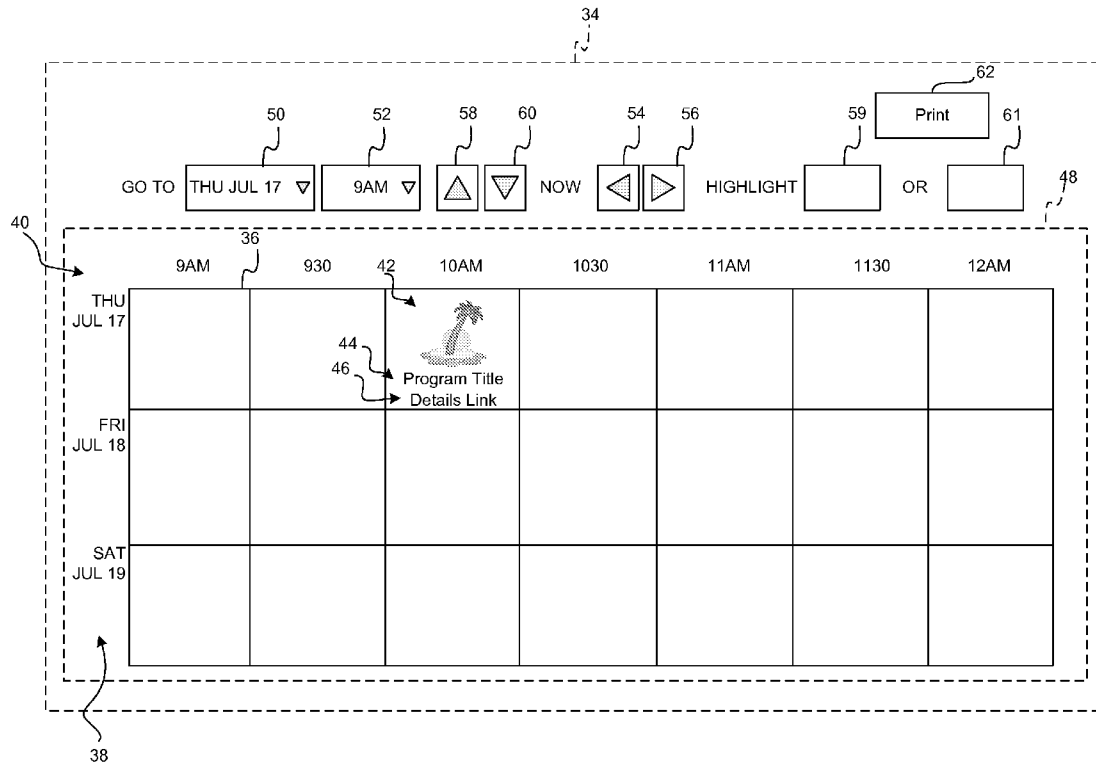 34
62
Print
50 52 58 60 54 56 59 61
GO TO THU JUL 17 9AM NOW HIGHLIGHT OR
48
40 36
9AM 930 42 10AM 1030 11AM 1130 12AM
THU
JUL 17
44
Program Title
46
Details Link
FRI
JUL 18
SAT
JUL 19
38